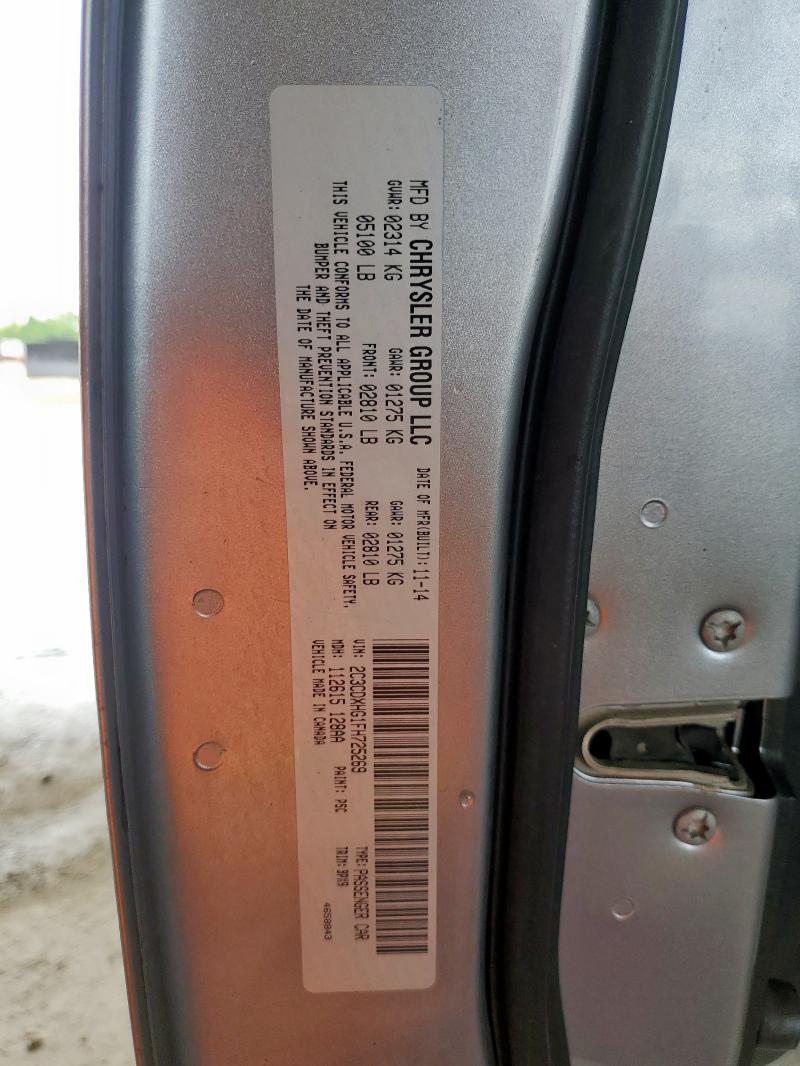 MFD BY CHRYSLER GROUP LLC DATE OF MFR(BUILT): 11-14
GVWR: 02314 KG GAWR: 01275 KG GAWR: 01275 KG
05100 LB FRONT: 02810 LB REAR: 02810 LB
THIS VEHICLE CONFORMS TO ALL APPLICABLE U.S.A. FEDERAL MOTOR VEHICLE SAFETY,
BUMPER AND THEFT PREVENTION STANDARDS IN EFFECT ON
THE DATE OF MANUFACTURE SHOWN ABOVE.
VIN: 2C3CDXHG1FH725269 TYPE: PASSENGER CAR
MDH: 112615 128AA PAINT: PSC TRIM: BPX9
VEHICLE MADE IN CANADA 4658843